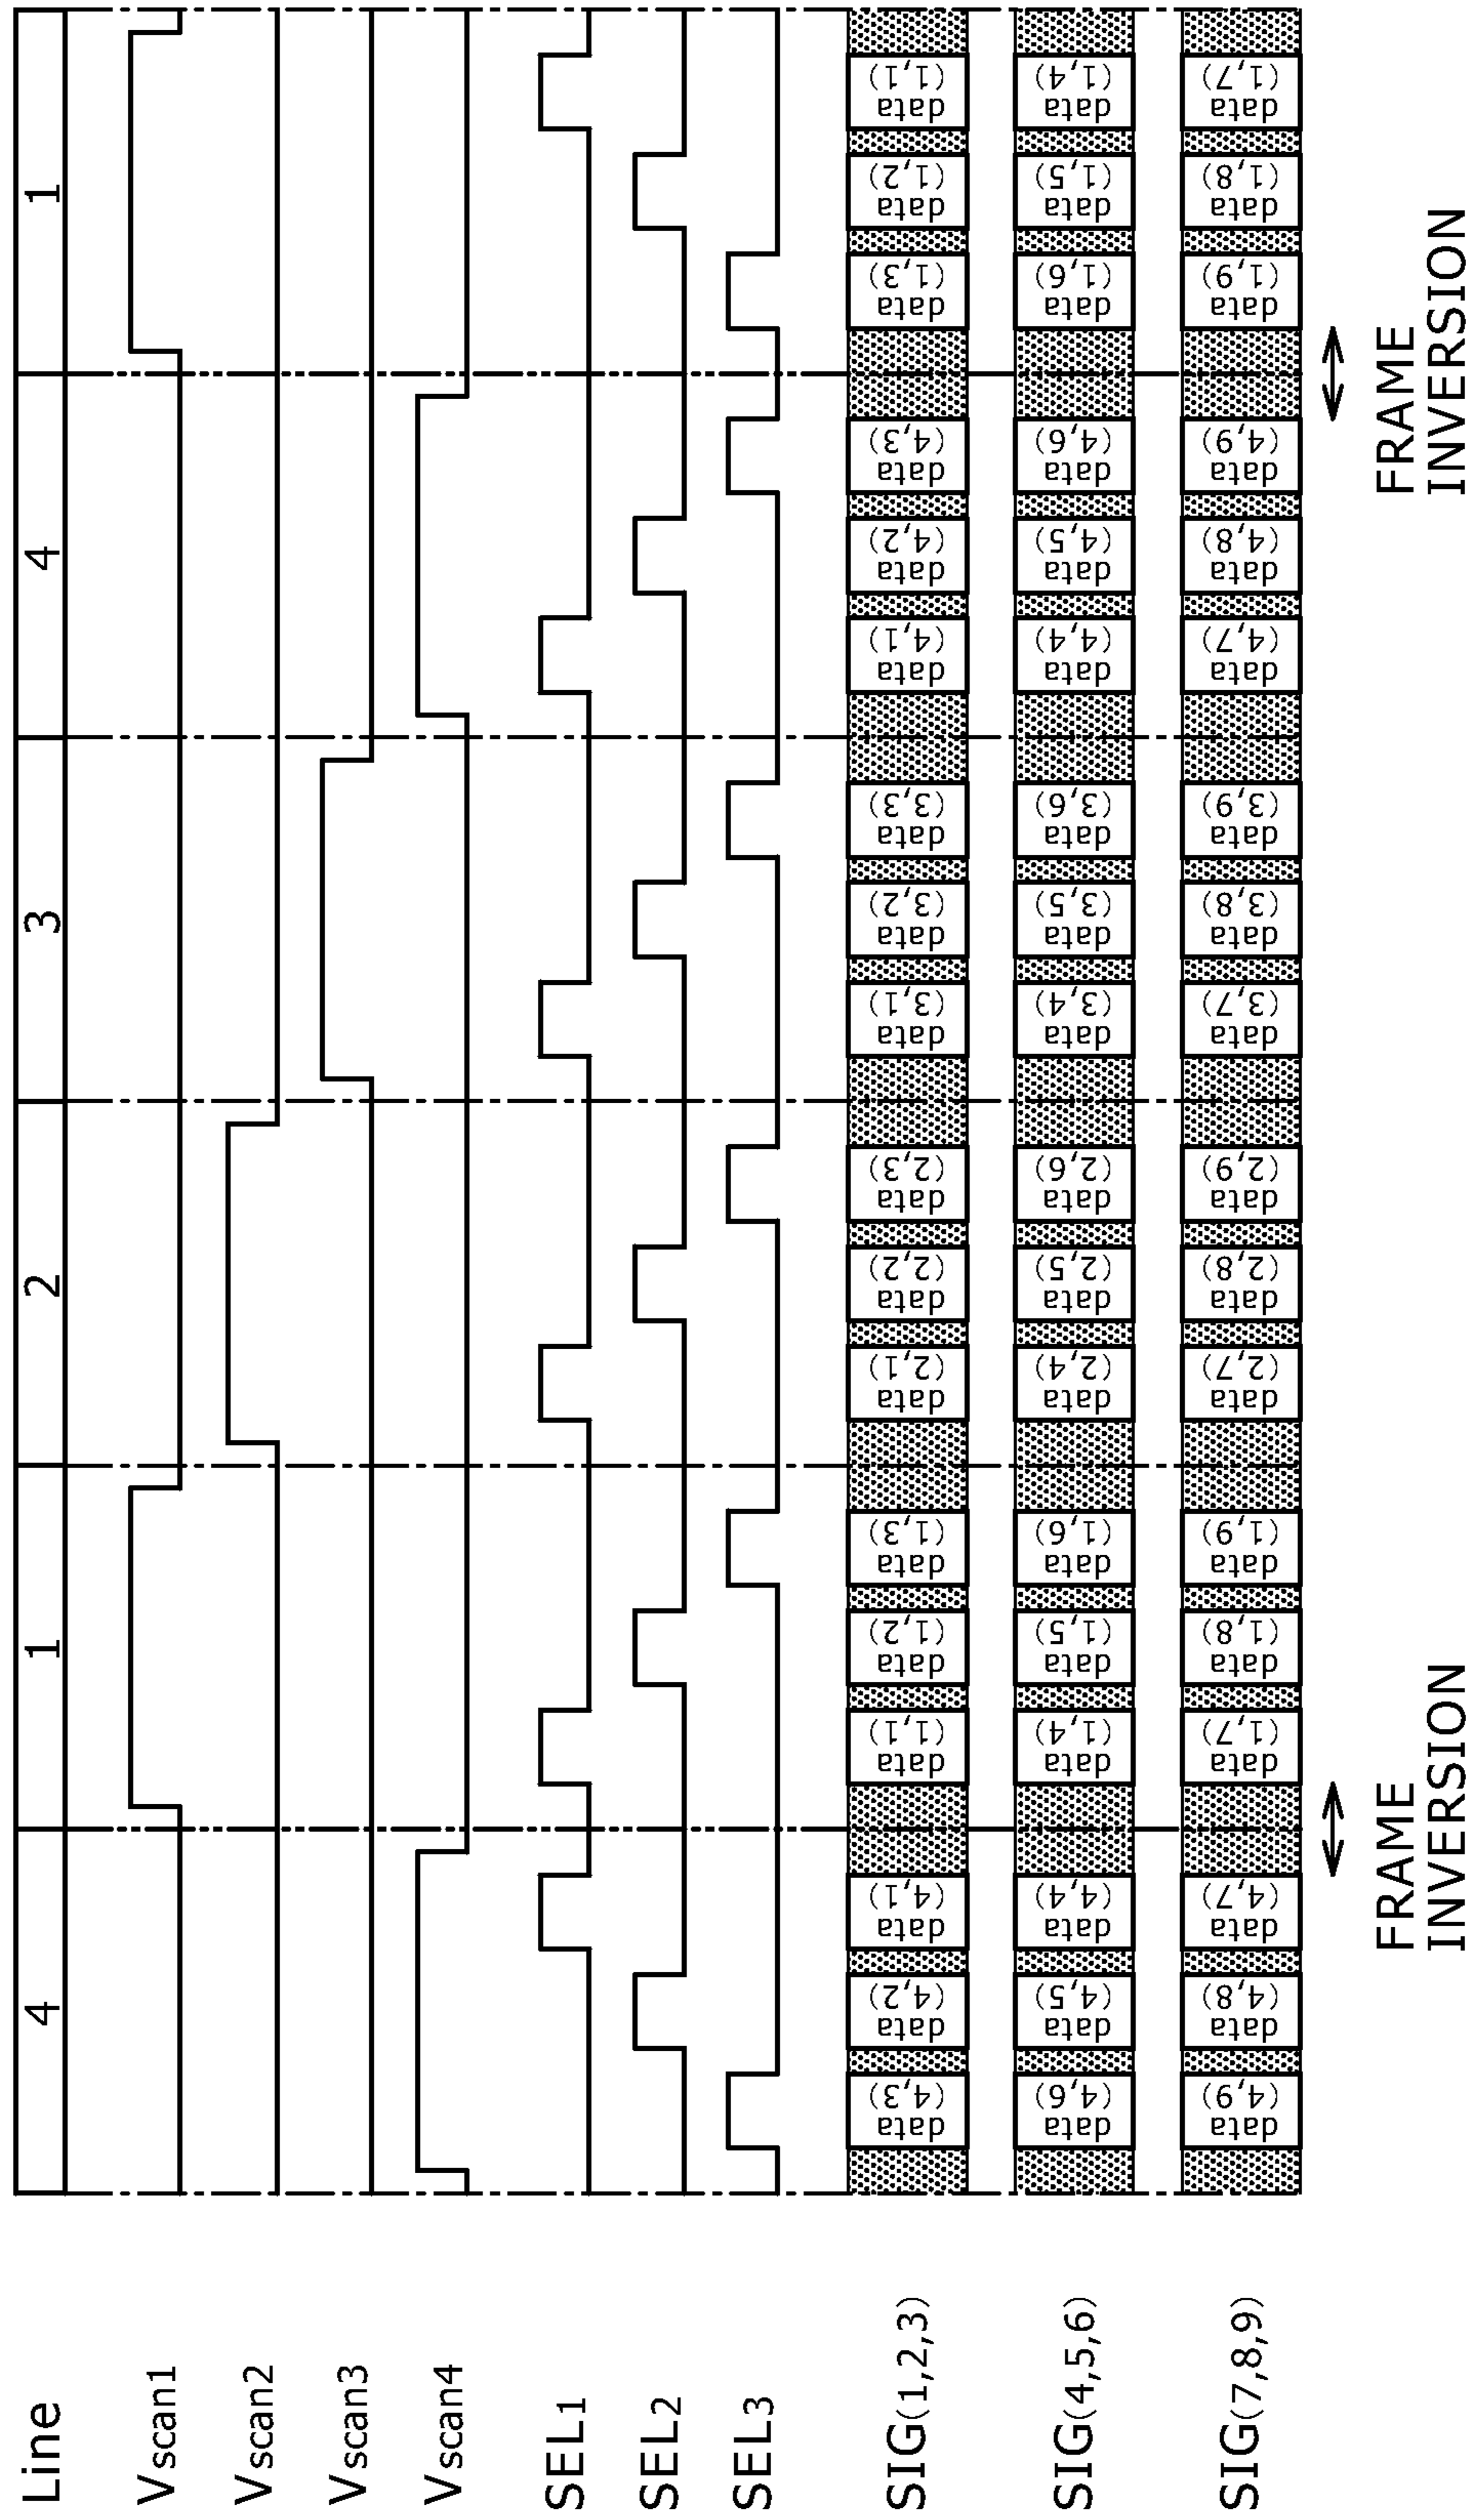 Line 4 1 2 3 4 1
Vscan1
Vscan2
Vscan3
Vscan4
SEL1
SEL2
SEL3
SIG(1,2,3)
data (4,3)
data (4,2)
data (4,1)
data (1,1)
data (1,2)
data (1,3)
data (2,1)
data (2,2)
data (2,3)
data (3,1)
data (3,2)
data (3,3)
data (4,1)
data (4,2)
data (4,3)
data (1,3)
data (1,2)
data (1,1)
SIG(4,5,6)
data (4,6)
data (4,5)
data (4,4)
data (1,4)
data (1,5)
data (1,6)
data (2,4)
data (2,5)
data (2,6)
data (3,4)
data (3,5)
data (3,6)
data (4,4)
data (4,5)
data (4,6)
data (1,6)
data (1,5)
data (1,4)
SIG(7,8,9)
data (4,9)
data (4,8)
data (4,7)
data (1,7)
data (1,8)
data (1,9)
data (2,7)
data (2,8)
data (2,9)
data (3,7)
data (3,8)
data (3,9)
data (4,7)
data (4,8)
data (4,9)
data (1,9)
data (1,8)
data (1,7)
FRAME
INVERSION
FRAME
INVERSION